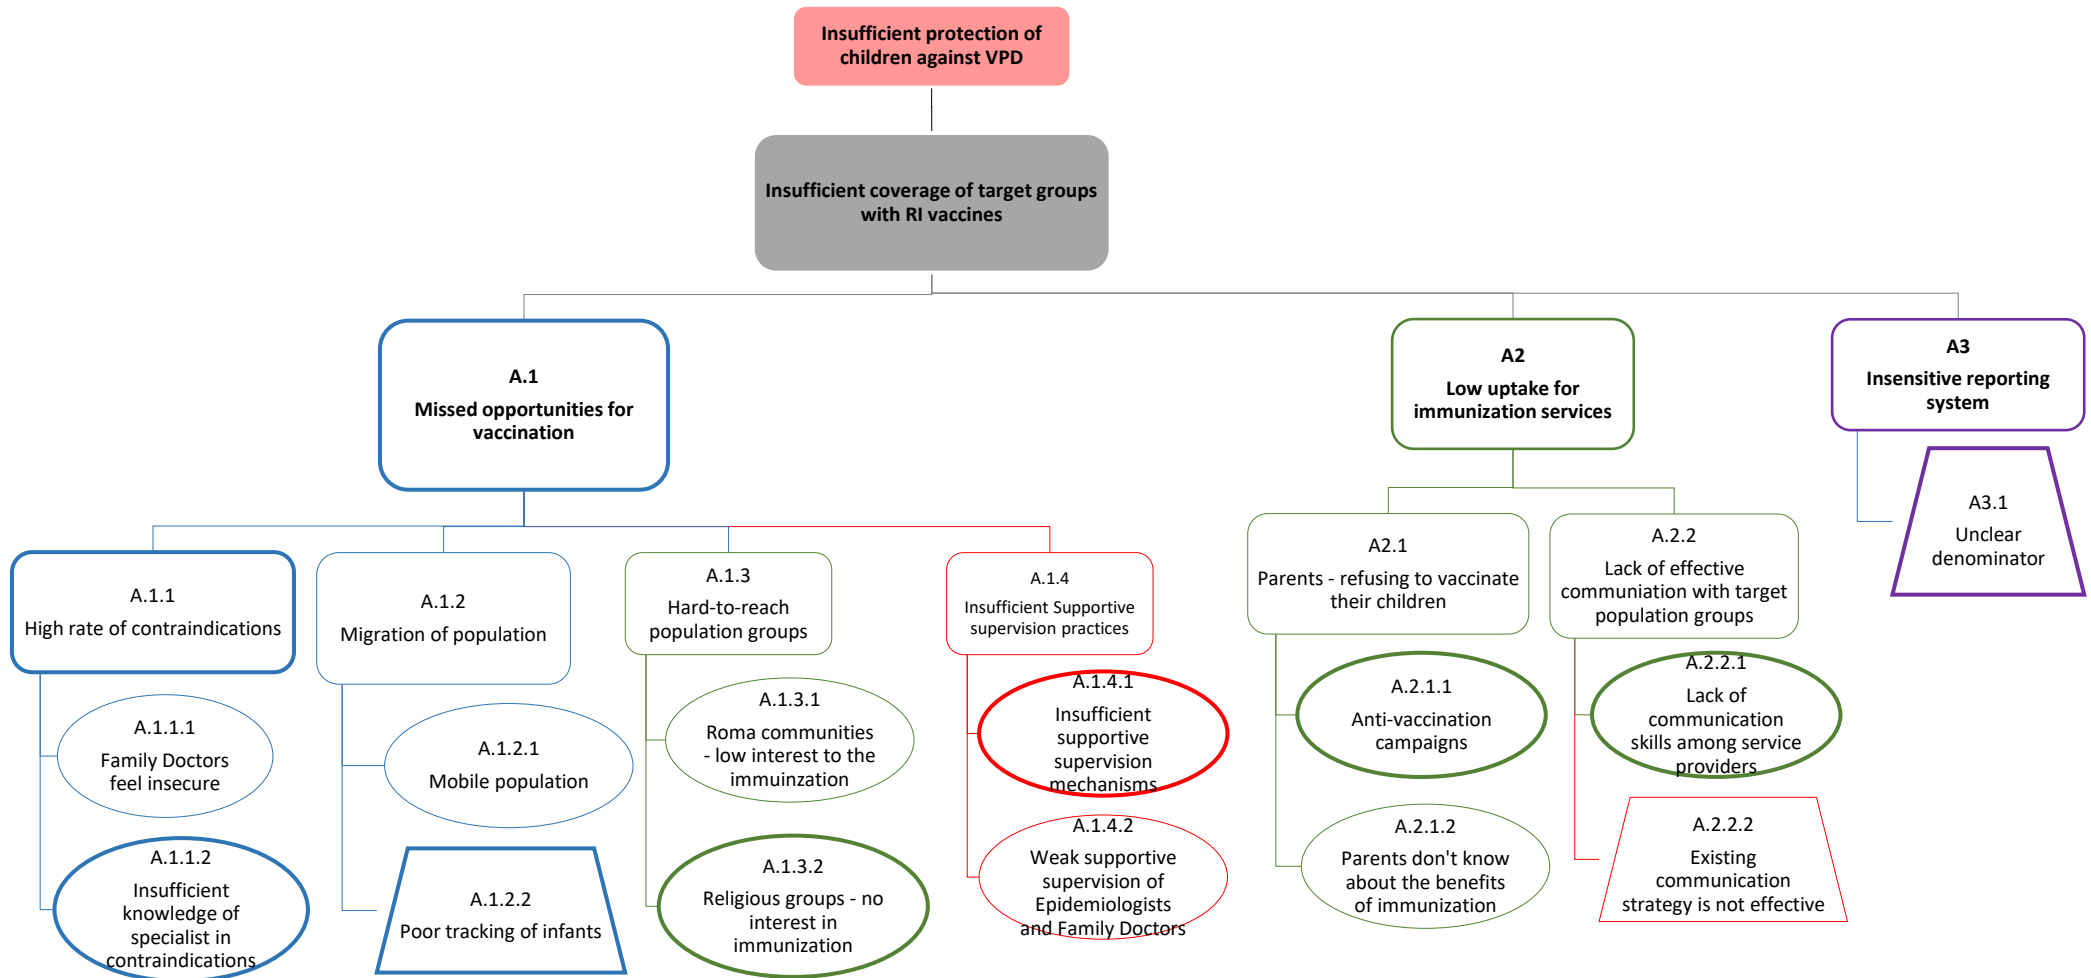 Insufficient protection of
children against VPD
Insufficient coverage of target groups
with RI vaccines
A.1
Missed opportunities for
vaccination
A2
Low uptake for
immunization services
A3
Insensitive reporting
system
A.1.1
High rate of contraindications
A.1.2
Migration of population
A.1.3
Hard-to-reach
population groups
A.1.4
Insufficient Supportive
supervision practices
A2.1
Parents - refusing to vaccinate
their children
A.2.2
Lack of effective
communiation with target
population groups
A3.1
Unclear
denominator
A.1.1.1
Family Doctors
feel insecure
A.1.1.2
Insufficient
knowledge of
specialist in
contraindications
A.1.2.1
Mobile population
A.1.2.2
Poor tracking of infants
A.1.3.1
Roma communities
- low interest to the
immuinzation
A.1.3.2
Religious groups - no
interest in
immunization
A.1.4.1
Insufficient
supportive
supervision
mechanisms
A.1.4.2
Weak supportive
supervision of
Epidemiologists
and Family Doctors
A.2.1.1
Anti-vaccination
campaigns
A.2.1.2
Parents don't know
about the benefits
of immunization
A.2.2.1
Lack of
communication
skills among service
providers
A.2.2.2
Existing
communication
strategy is not effective